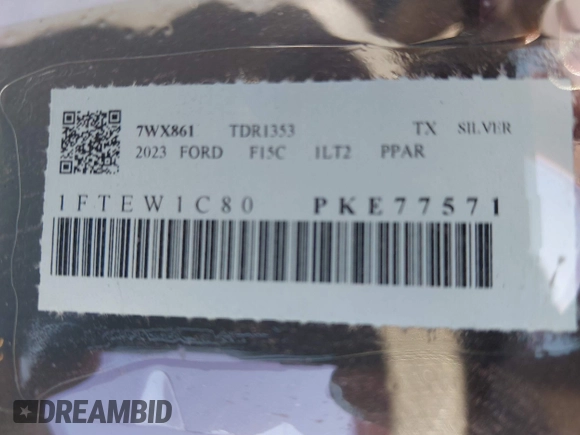 7WX861 TDR1353 TX SILVER
2023 FORD F15C 1LT2 PPAR
1FTEW1C80 PKE77571
DREAMBID